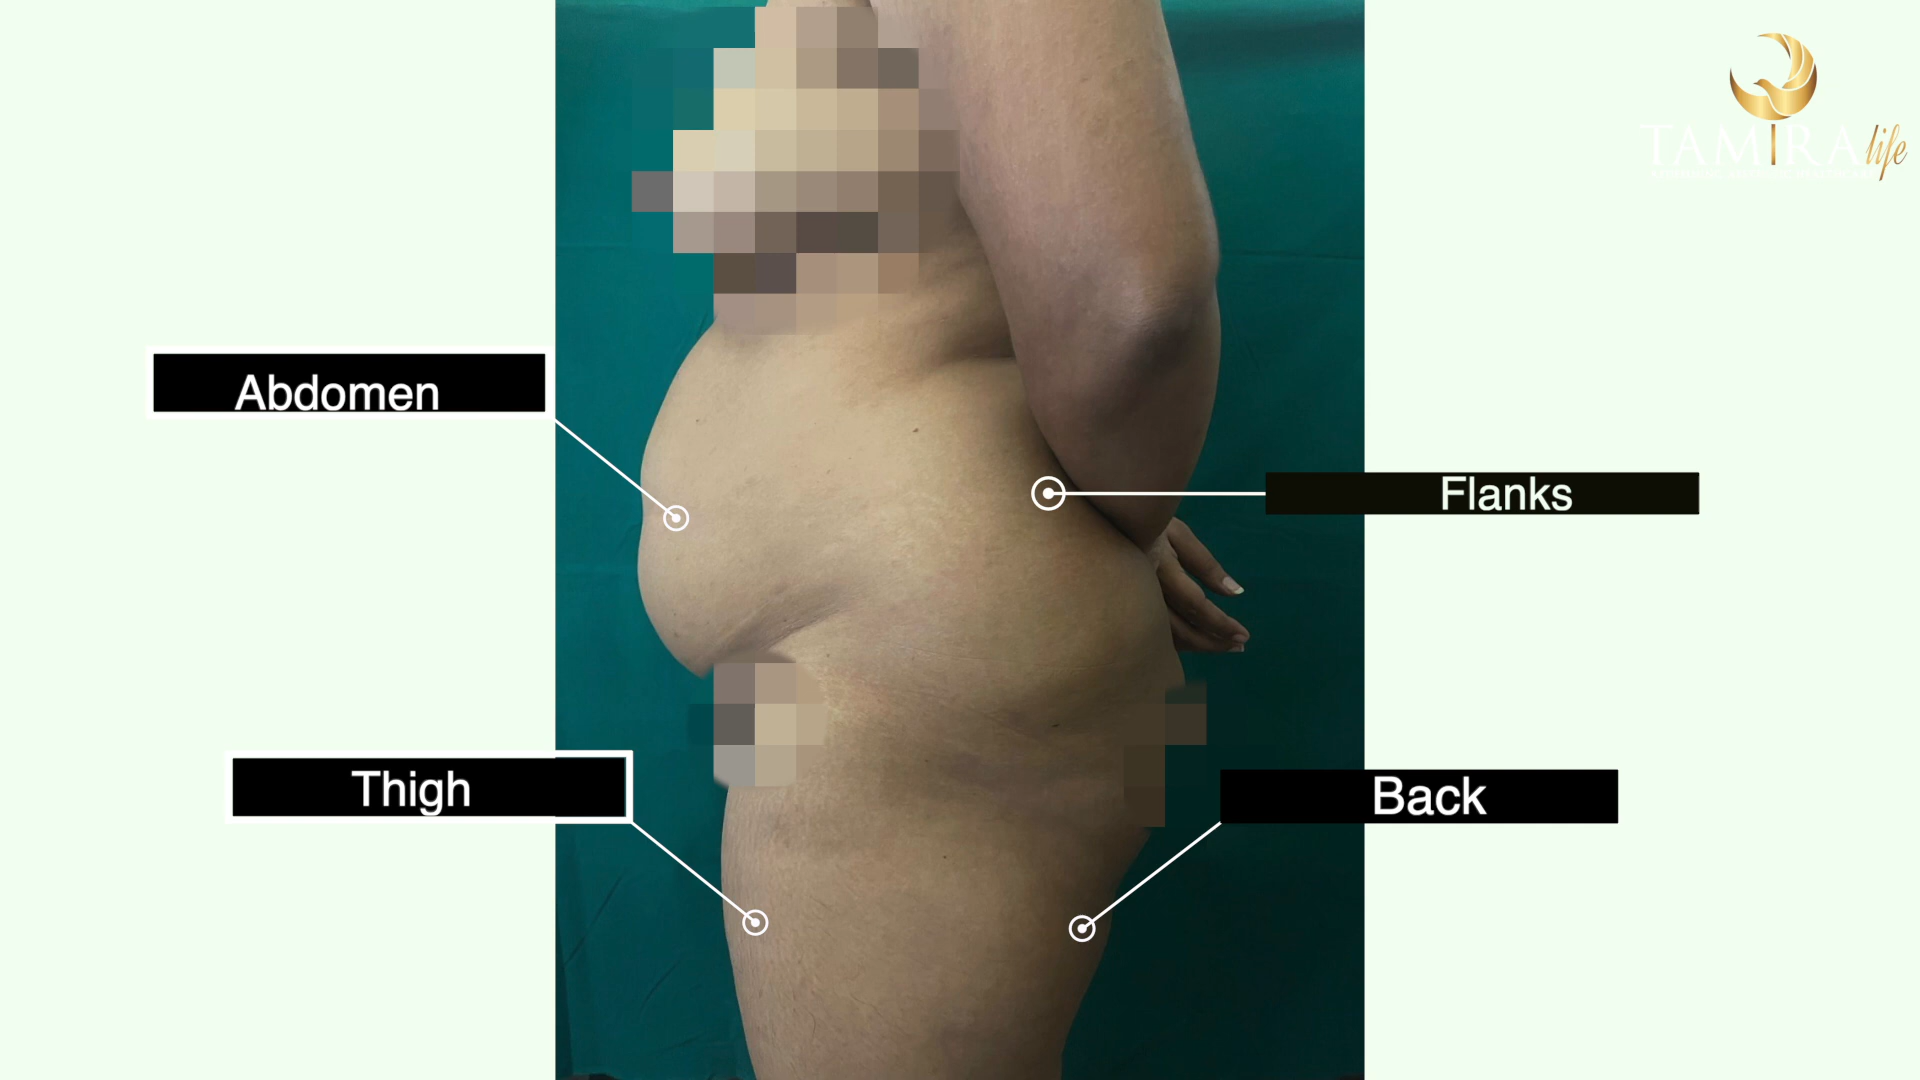 TAMIRA life
Abdomen
Flanks
Thigh
Back